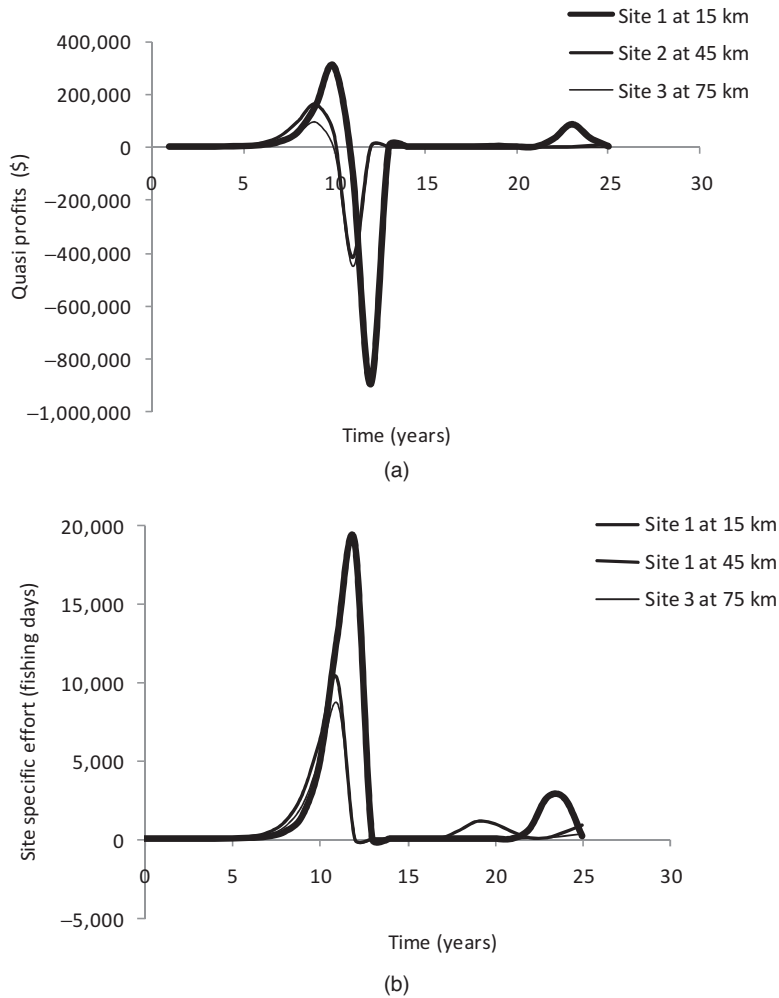 Site 1 at 15 km
Site 2 at 45 km
Site 3 at 75 km
400,000
200,000
0
−200,000
−400,000
−600,000
−800,000
−1,000,000
0 5 10 15 20 25 30
Quasi profits ($)
Time (years)
(a)
Site 1 at 15 km
Site 1 at 45 km
Site 3 at 75 km
20,000
15,000
10,000
5,000
0
−5,000
0 5 10 15 20 25 30
Site specific effort (fishing days)
Time (years)
(b)